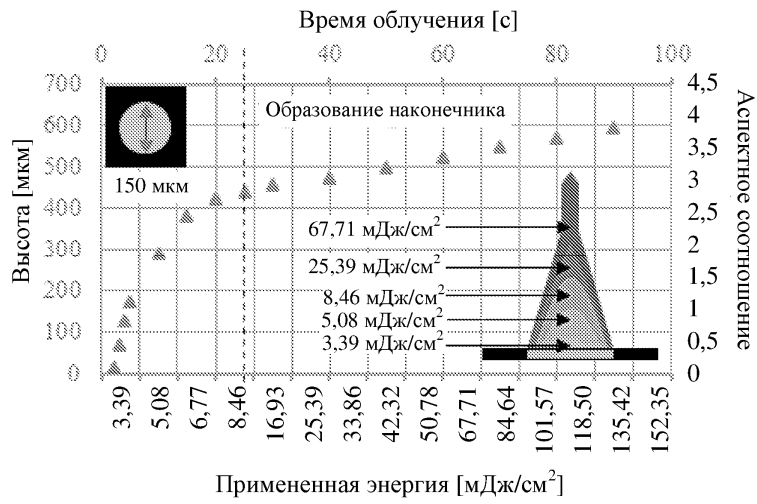 Время облучения [с]
0 20 40 60 80 100
700 4,5
600 4
500 3,5
400 3
300 2,5
200 2
100 1,5
0 1
0,5
0
Высота [мкм]
Аспектное соотношение
Образование наконечника
150 мкм
67,71 мДж/см²
25,39 мДж/см²
8,46 мДж/см²
5,08 мДж/см²
3,39 мДж/см²
3,39 5,08 6,77 8,46 16,93 25,39 33,86 42,32 50,78 67,71 84,64 101,57 118,50 135,42 152,35
Примененная энергия [мДж/см²]